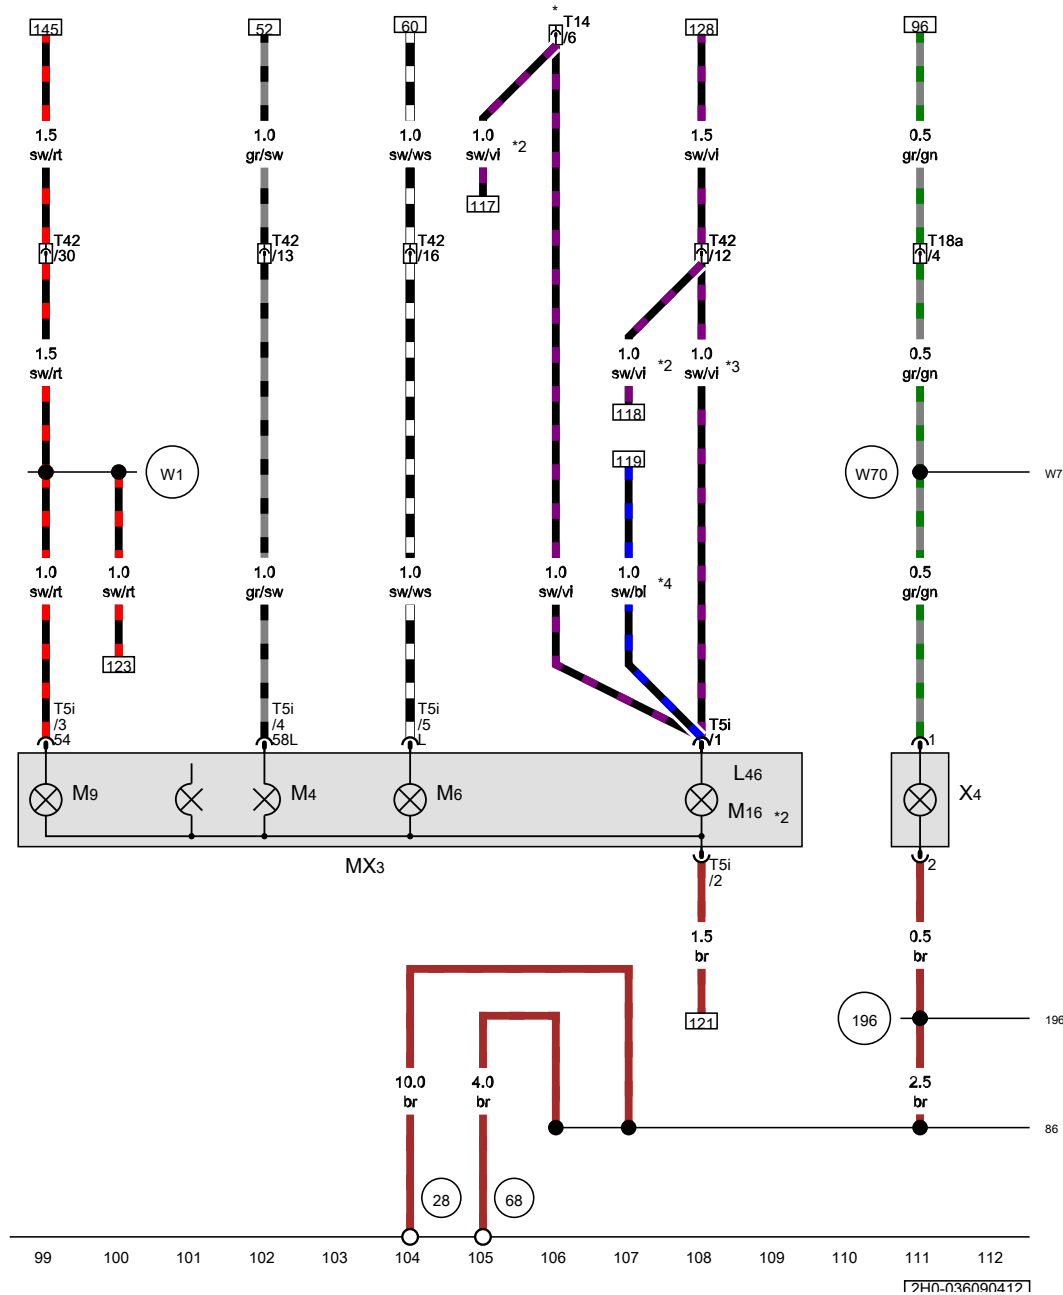 145
52
60
*
T14
/6
128
96
1.5
sw/rt
1.0
gr/sw
1.0
sw/ws
1.0
sw/vi
*2
1.5
sw/vi
0.5
gr/gn
117
T42
/30
T42
/13
T42
/16
T42
/12
T18a
/4
1.5
sw/rt
1.0
sw/vi
*2
1.0
sw/vi
*3
0.5
gr/gn
118
119
W1
W70
W7
1.0
sw/rt
1.0
sw/rt
1.0
gr/sw
1.0
sw/ws
1.0
sw/vi
1.0
sw/bl
*4
0.5
gr/gn
123
T5i
/3
54
T5i
/4
58L
T5i
/5
L
T5i
/1
1
M9
M4
M6
L46
M16 *2
X4
MX3
T5i
/2
2
1.5
br
0.5
br
121
196
196
10.0
br
4.0
br
2.5
br
86
28
68
99 100 101 102 103 104 105 106 107 108 109 110 111 112
2H0-036090412